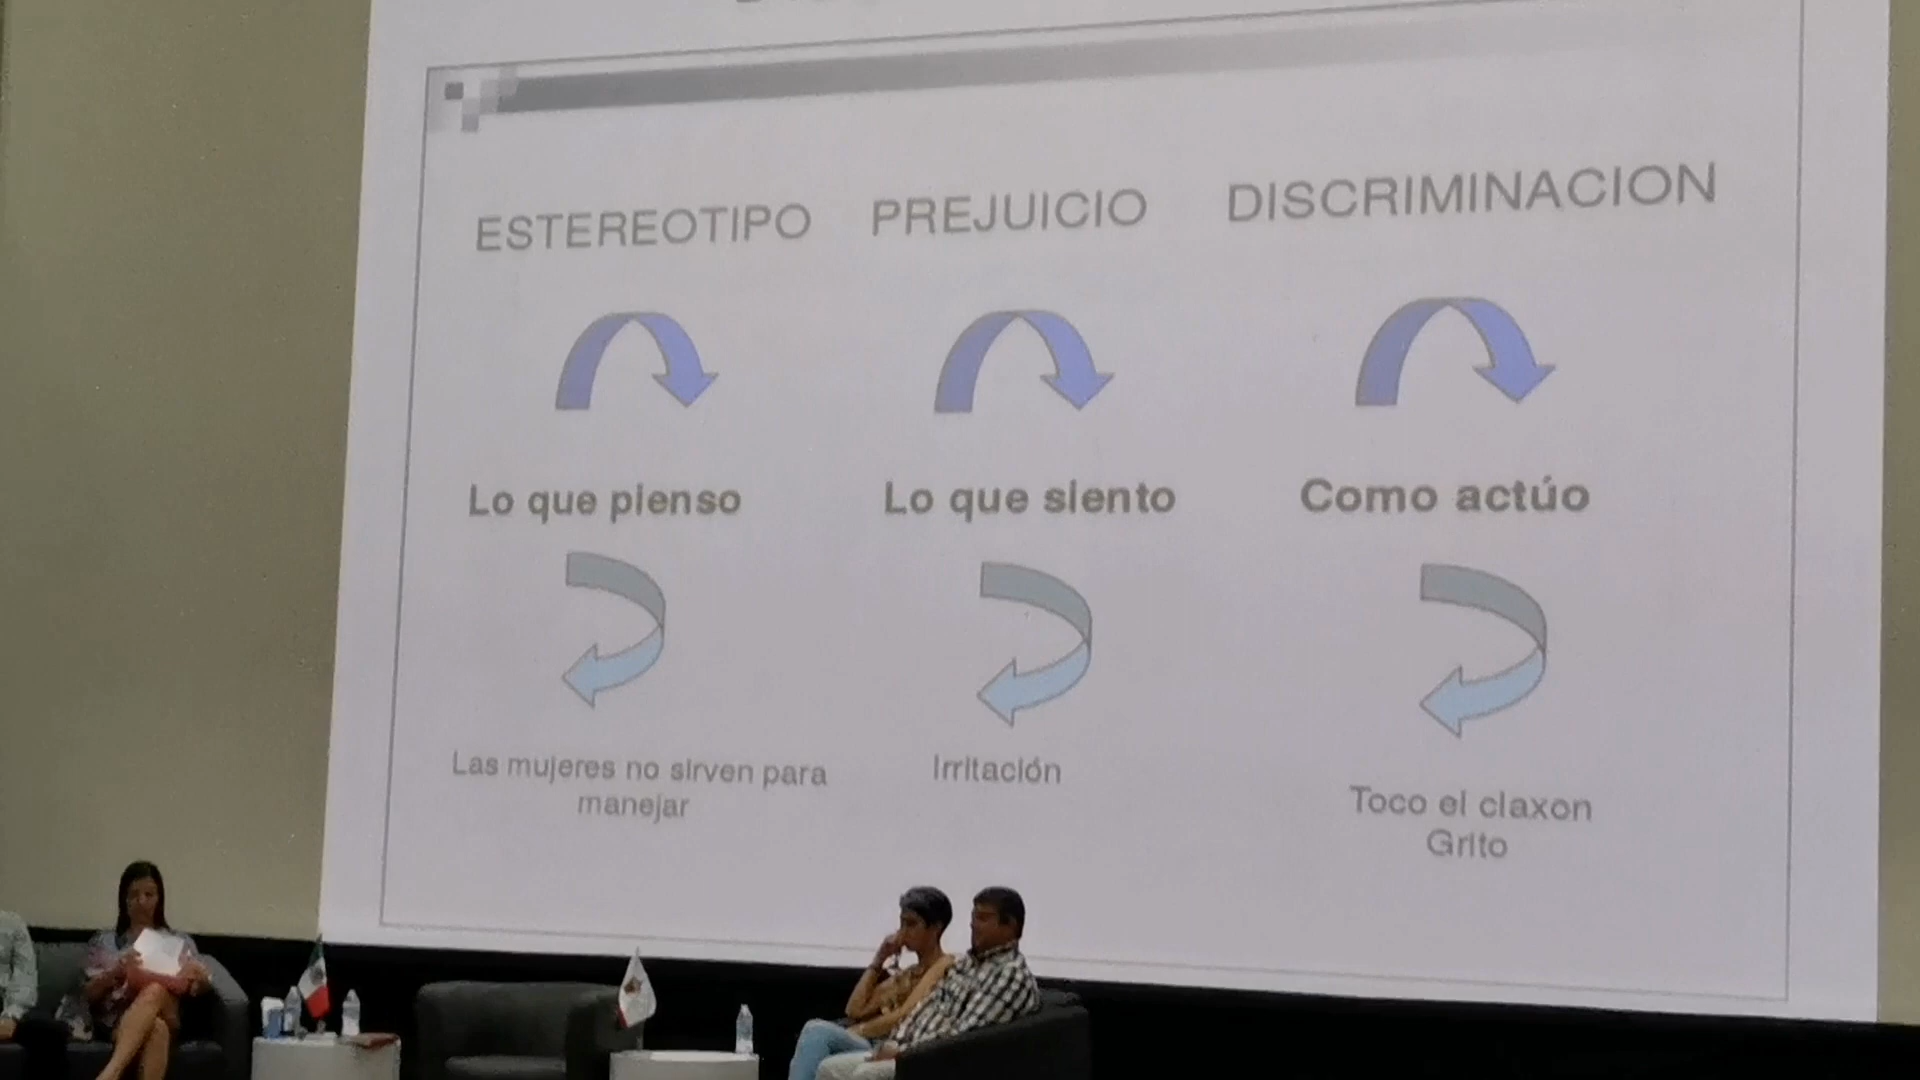 ESTEREOTIPO PREJUICIO DISCRIMINACION
Lo que pienso Lo que siento Como actúo
Las mujeres no sirven para
manejar
Irritación
Toco el claxon
Grito